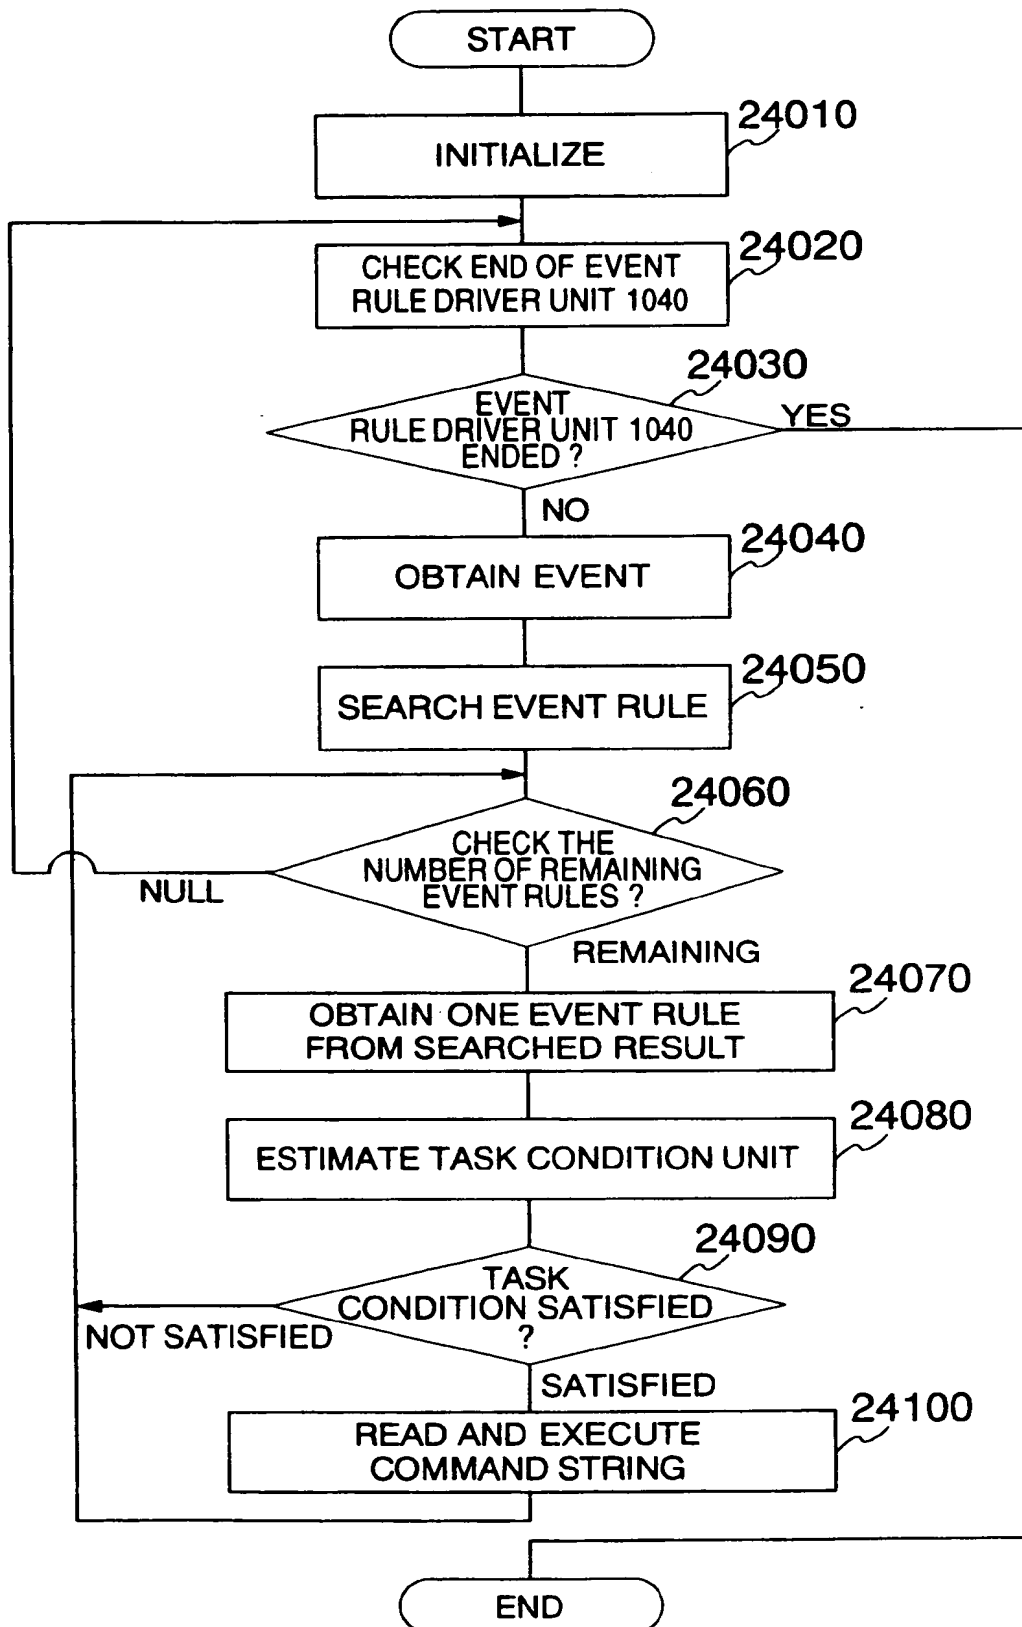 START
24010
INITIALIZE
24020
CHECK END OF EVENT
RULE DRIVER UNIT 1040
24030
EVENT
RULE DRIVER UNIT 1040
ENDED ?
YES
NO
24040
OBTAIN EVENT
24050
SEARCH EVENT RULE
24060
CHECK THE
NUMBER OF REMAINING
EVENT RULES ?
NULL
REMAINING
24070
OBTAIN ONE EVENT RULE
FROM SEARCHED RESULT
24080
ESTIMATE TASK CONDITION UNIT
24090
TASK
CONDITION SATISFIED
?
NOT SATISFIED
SATISFIED
24100
READ AND EXECUTE
COMMAND STRING
END